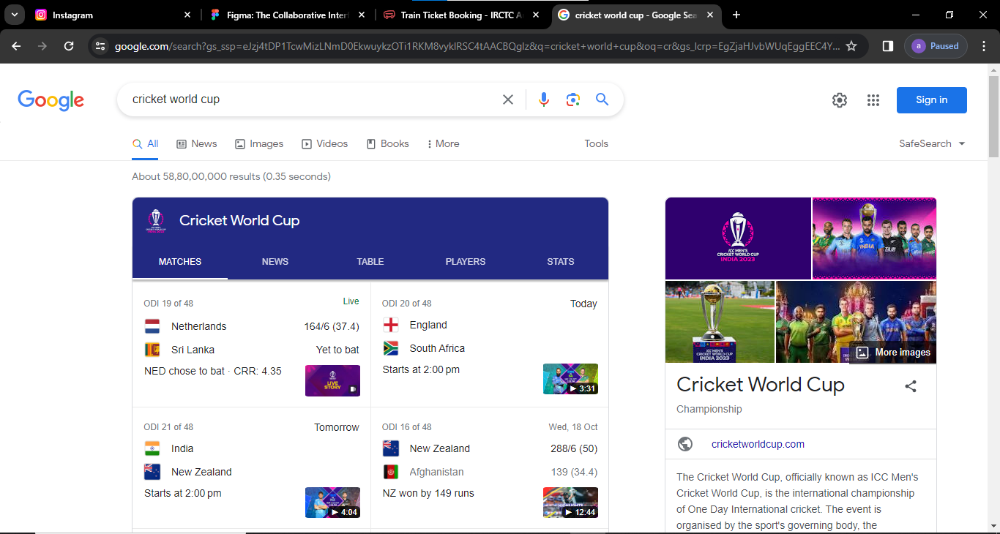 Instagram
Figma: The Collaborative Interf
Train Ticket Booking - IRCTC A
cricket world cup - Google Sea
google.com/search?gs_ssp=eJzj4tDP1TcwMizLNmD0EkwuykzOTi1RKM8vyklRSC4tAACBQglz&q=cricket+world+cup&oq=cr&gs_lcrp=EgZjaHJvbWUqEggEEC4Y...
a Paused
Google
cricket world cup
Sign in
All News Images Videos Books More Tools SafeSearch
About 58,80,00,000 results (0.35 seconds)
Cricket World Cup
MATCHES NEWS TABLE PLAYERS STATS
ODI 19 of 48 Live
Netherlands 164/6 (37.4)
Sri Lanka Yet to bat
NED chose to bat · CRR: 4.35
LIVE STORY
ODI 20 of 48 Today
England
South Africa
Starts at 2:00 pm
3:31
ODI 21 of 48 Tomorrow
India
New Zealand
Starts at 2:00 pm
4:04
ODI 16 of 48 Wed, 18 Oct
New Zealand 288/6 (50)
Afghanistan 139 (34.4)
NZ won by 149 runs
HIGHLIGHTS
12:44
ICC MEN'S
CRICKET WORLD CUP
INDIA 2023
INDIA
ICC MEN'S
CRICKET WORLD CUP
INDIA 2023
More images
Cricket World Cup
Championship
cricketworldcup.com
The Cricket World Cup, officially known as ICC Men's
Cricket World Cup, is the international championship
of One Day International cricket. The event is
organised by the sport's governing body, the